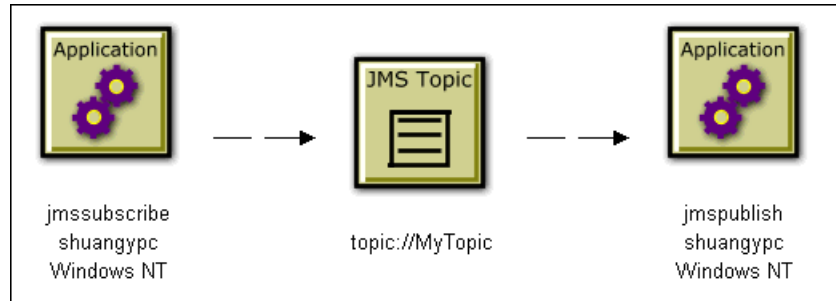 Application
jmssubscribe
shuangypc
Windows NT
JMS Topic
topic://MyTopic
Application
jmspublish
shuangypc
Windows NT